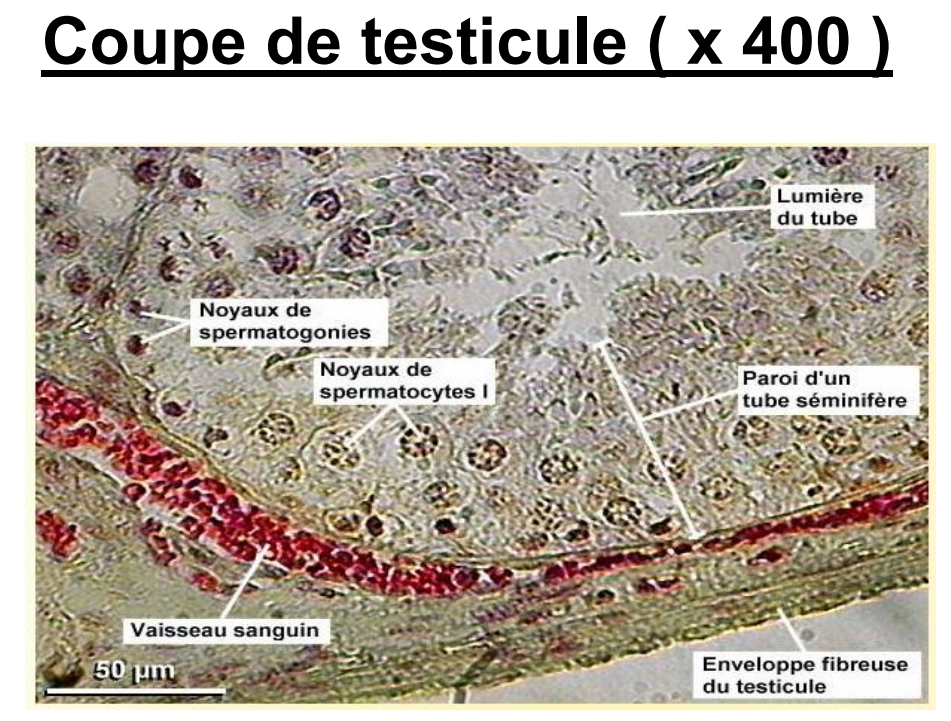 Coupe de testicule ( x 400 )
Lumière
du tube
Noyaux de
spermatogonies
Noyaux de
spermatocytes I
Paroi d'un
tube séminifère
Vaisseau sanguin
50 µm
Enveloppe fibreuse
du testicule